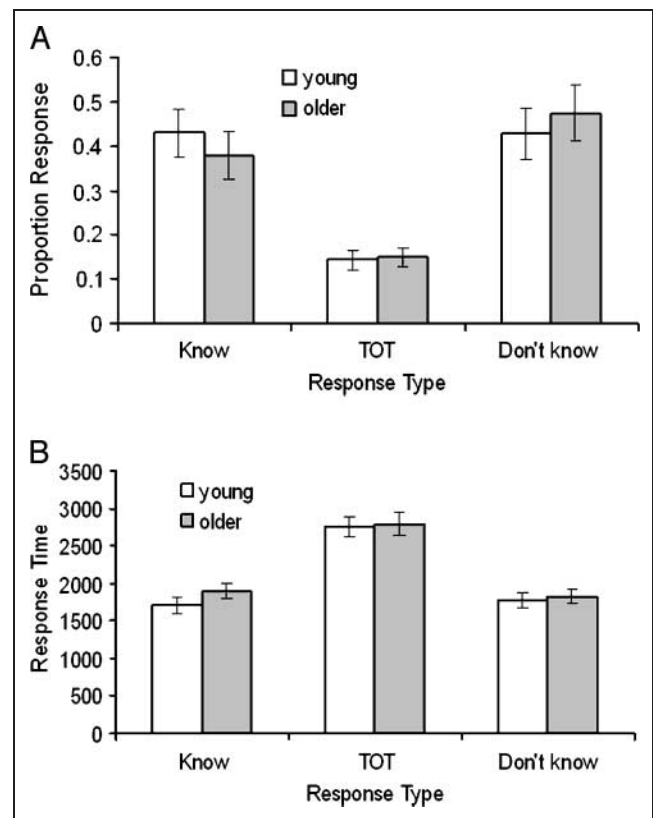 A
Proportion Response
0.6
0.5
0.4
0.3
0.2
0.1
0
young
older
Know TOT Don't know
Response Type
B
Response Time
3500
3000
2500
2000
1500
1000
500
0
young
older
Know TOT Don't know
Response Type